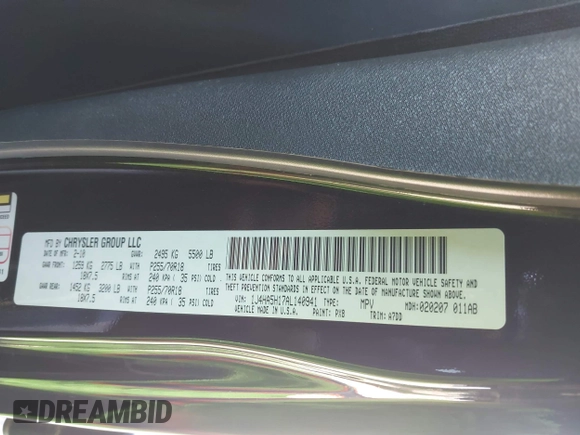 MFD BY CHRYSLER GROUP LLC
DATE OF MFR: 2-10 GVWR: 2495 KG 5500 LB
GAWR FRONT: 1259 KG 2775 LB P255/70R18 TIRES
18X7.5 RIMS AT 240 KPA ( 35 PSI) COLD
GAWR REAR: 1452 KG 3200 LB P255/70R18 TIRES
18X7.5 RIMS AT 240 KPA ( 35 PSI) COLD
THIS VEHICLE CONFORMS TO ALL APPLICABLE U.S.A. FEDERAL MOTOR VEHICLE SAFETY,
THEFT PREVENTION STANDARDS IN EFFECT ON THE DATE OF MANUFACTURE SHOWN ABOVE.
VIN: 1J4HA5H17AL140941 TYPE: MPV MDH:020207 011AB
VEHICLE MADE IN U.S.A. PAINT: PXB TRIM: A7DD
DREAMBID